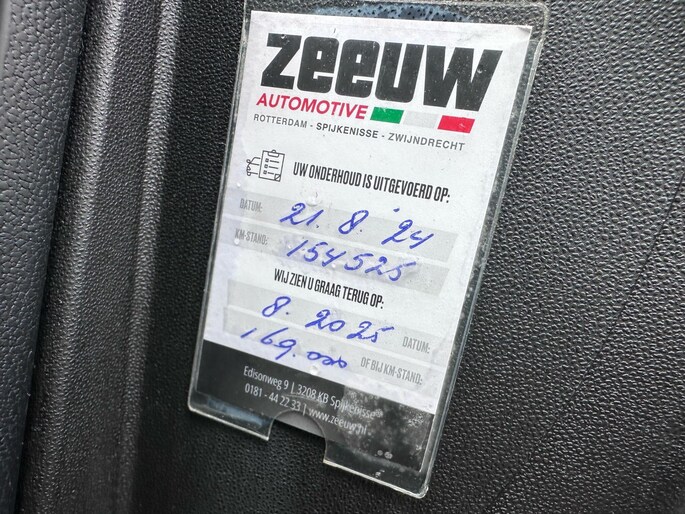 zeeuw
AUTOMOTIVE
ROTTERDAM - SPIJKENISSE - ZWIJNDRECHT
UW ONDERHOUD IS UITGEVOERD OP:
DATUM: 21. 8. 24
KM-STAND: 154525
WIJ ZIEN U GRAAG TERUG OP:
8. 2025 DATUM:
169.000 OF BIJ KM-STAND:
Edisonweg 9 | 3208 KB Spijkenisse
0181 - 44 22 33 | www.zeeuw.nl